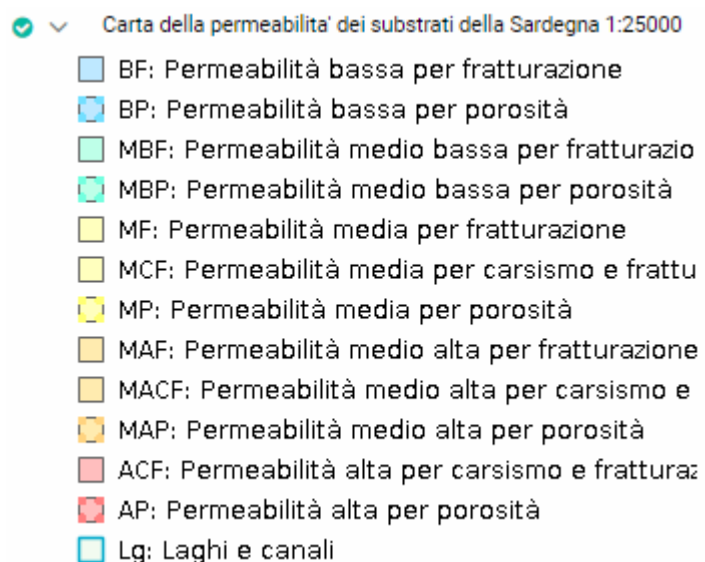 Carta della permeabilita' dei substrati della Sardegna 1:25000
BF: Permeabilità bassa per fratturazione
BP: Permeabilità bassa per porosità
MBF: Permeabilità medio bassa per fratturazio
MBP: Permeabilità medio bassa per porosità
MF: Permeabilità media per fratturazione
MCF: Permeabilità media per carsismo e frattu
MP: Permeabilità media per porosità
MAF: Permeabilità medio alta per fratturazione
MACF: Permeabilità medio alta per carsismo e
MAP: Permeabilità medio alta per porosità
ACF: Permeabilità alta per carsismo e fratturaz
AP: Permeabilità alta per porosità
Lg: Laghi e canali